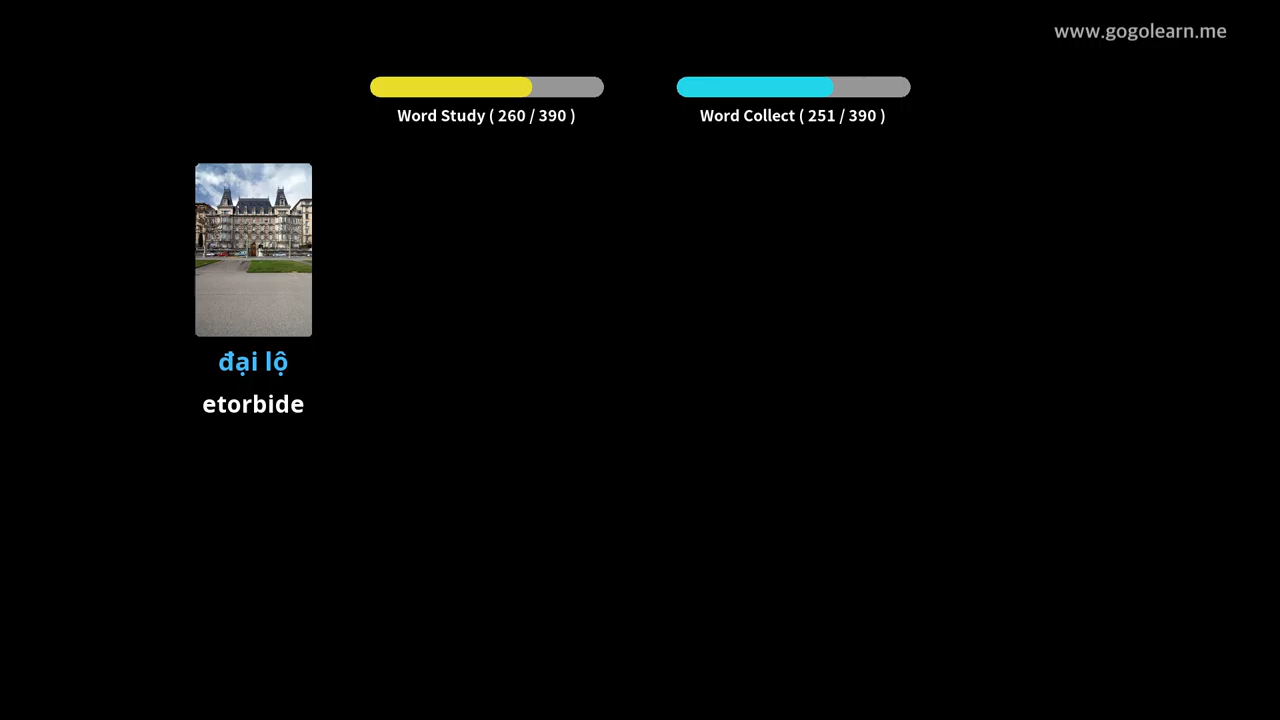 www.gogolearn.me
Word Study ( 260 / 390 )
Word Collect ( 251 / 390 )
đại lộ
etorbide